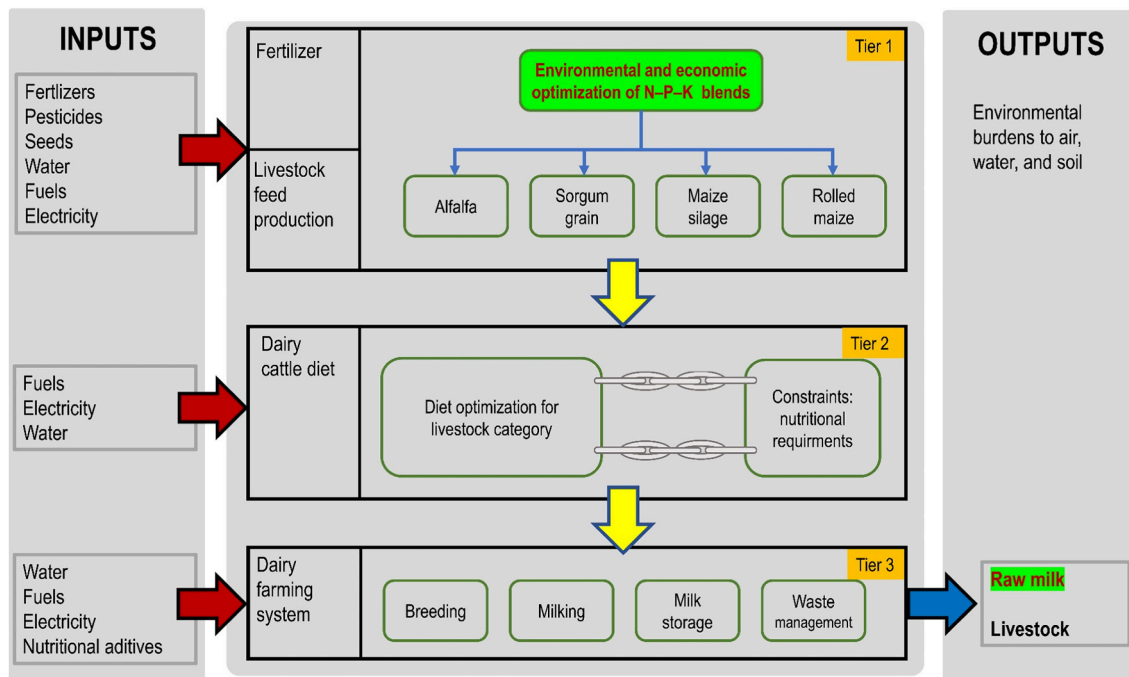 INPUTS
Fertlizers
Pesticides
Seeds
Water
Fuels
Electricity
Fuels
Electricity
Water
Water
Fuels
Electricity
Nutritional aditives
Fertilizer
Tier 1
Environmental and economic
optimization of N–P–K blends
Livestock
feed
production
Alfalfa
Sorgum
grain
Maize
silage
Rolled
maize
Dairy
cattle diet
Tier 2
Diet optimization for
livestock category
Constraints:
nutritional
requirments
Dairy
farming
system
Tier 3
Breeding
Milking
Milk
storage
Waste
management
OUTPUTS
Environmental
burdens to air,
water, and soil
Raw milk
Livestock